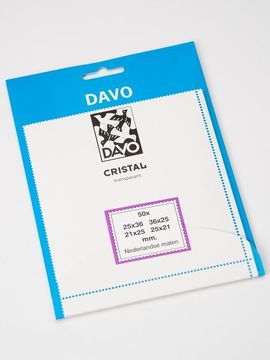 DAVO
DAVO
CRISTAL
transparant
50x
25x36 36x25
21x25 25x21
mm.
Nederlandse maten